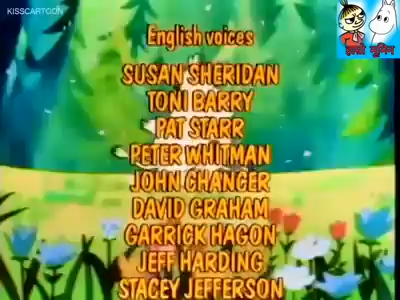 KISSCARTOON
English voices
SUSAN SHERIDAN
TONI BARRY
PAT STARR
PETER WHITMAN
JOHN CHANCER
DAVID GRAHAM
GARRICK HAGON
JEFF HARDING
STACEY JEFFERSON